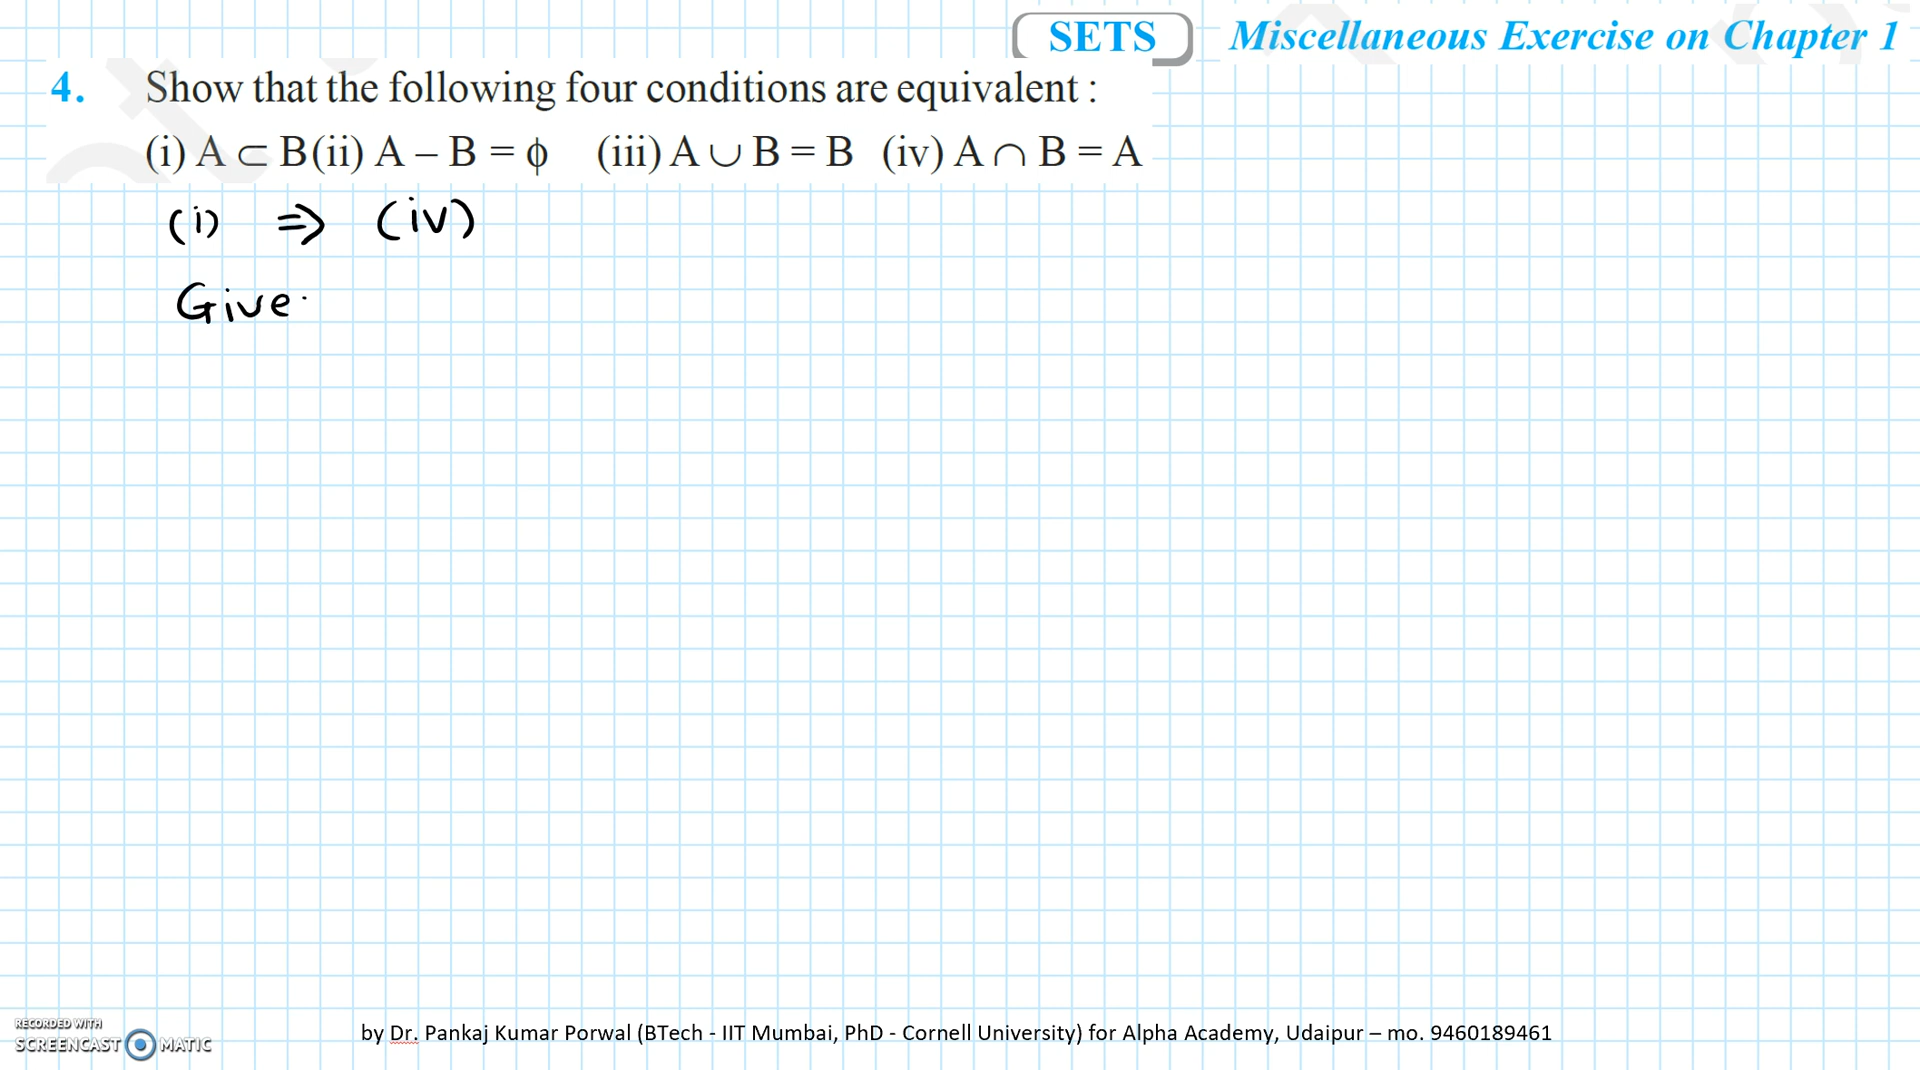 SETS Miscellaneous Exercise on Chapter 1
4. Show that the following four conditions are equivalent :
(i) A ⊂ B(ii) A – B = ϕ (iii) A ∪ B = B (iv) A ∩ B = A
(i) ⇒ (iv)
Give
RECORDED WITH
SCREENCAST MATIC
by Dr. Pankaj Kumar Porwal (BTech - IIT Mumbai, PhD - Cornell University) for Alpha Academy, Udaipur – mo. 9460189461